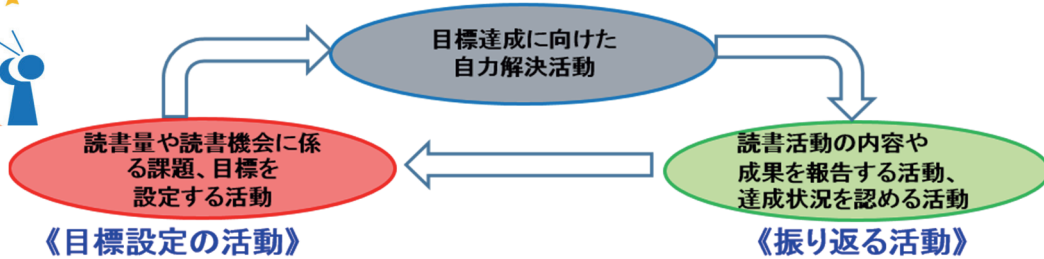 目標達成に向けた
自力解決活動
読書量や読書機会に係
る課題、目標を
設定する活動
読書活動の内容や
成果を報告する活動、
達成状況を認める活動
《目標設定の活動》
《振り返る活動》